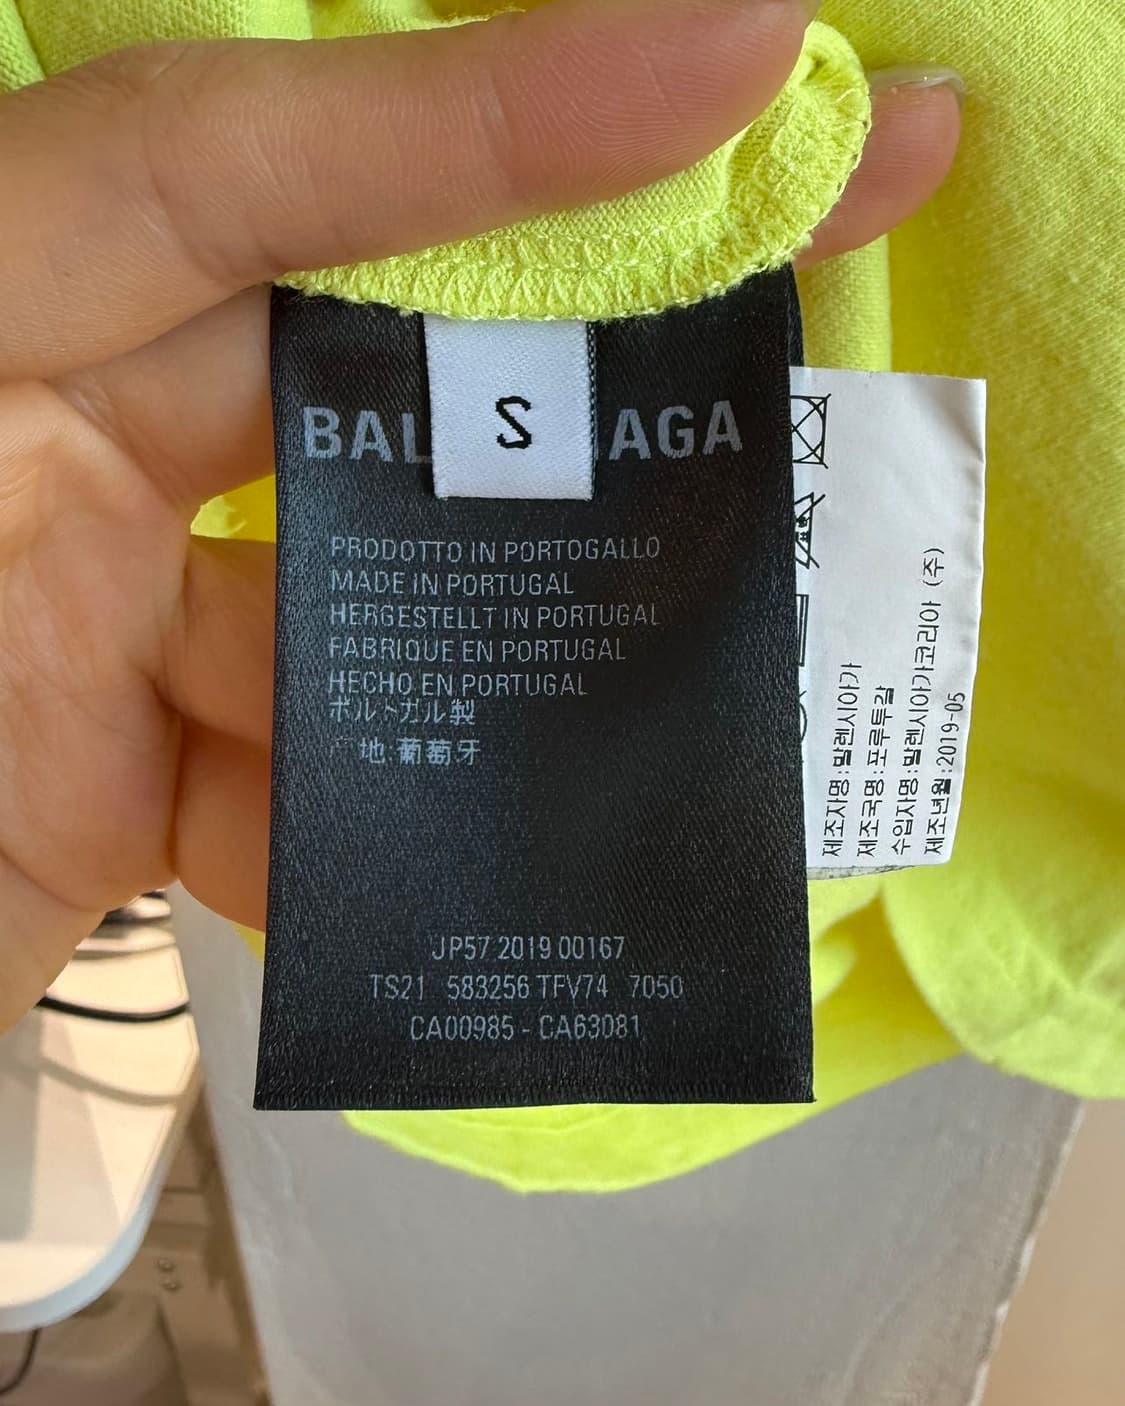 S
BAL AGA
PRODOTTO IN PORTOGALLO
MADE IN PORTUGAL
HERGESTELLT IN PORTUGAL
FABRIQUE EN PORTUGAL
HECHO EN PORTUGAL
ポルトガル製
地 葡萄牙
JP57 2019 00167
TS21 583256 TFV74 7050
CA00985 - CA63081
제조자명:발렌시아가
제조국명:포루투갈
수입자명:발렌시아가코리아 (주)
제조년월:2019-05